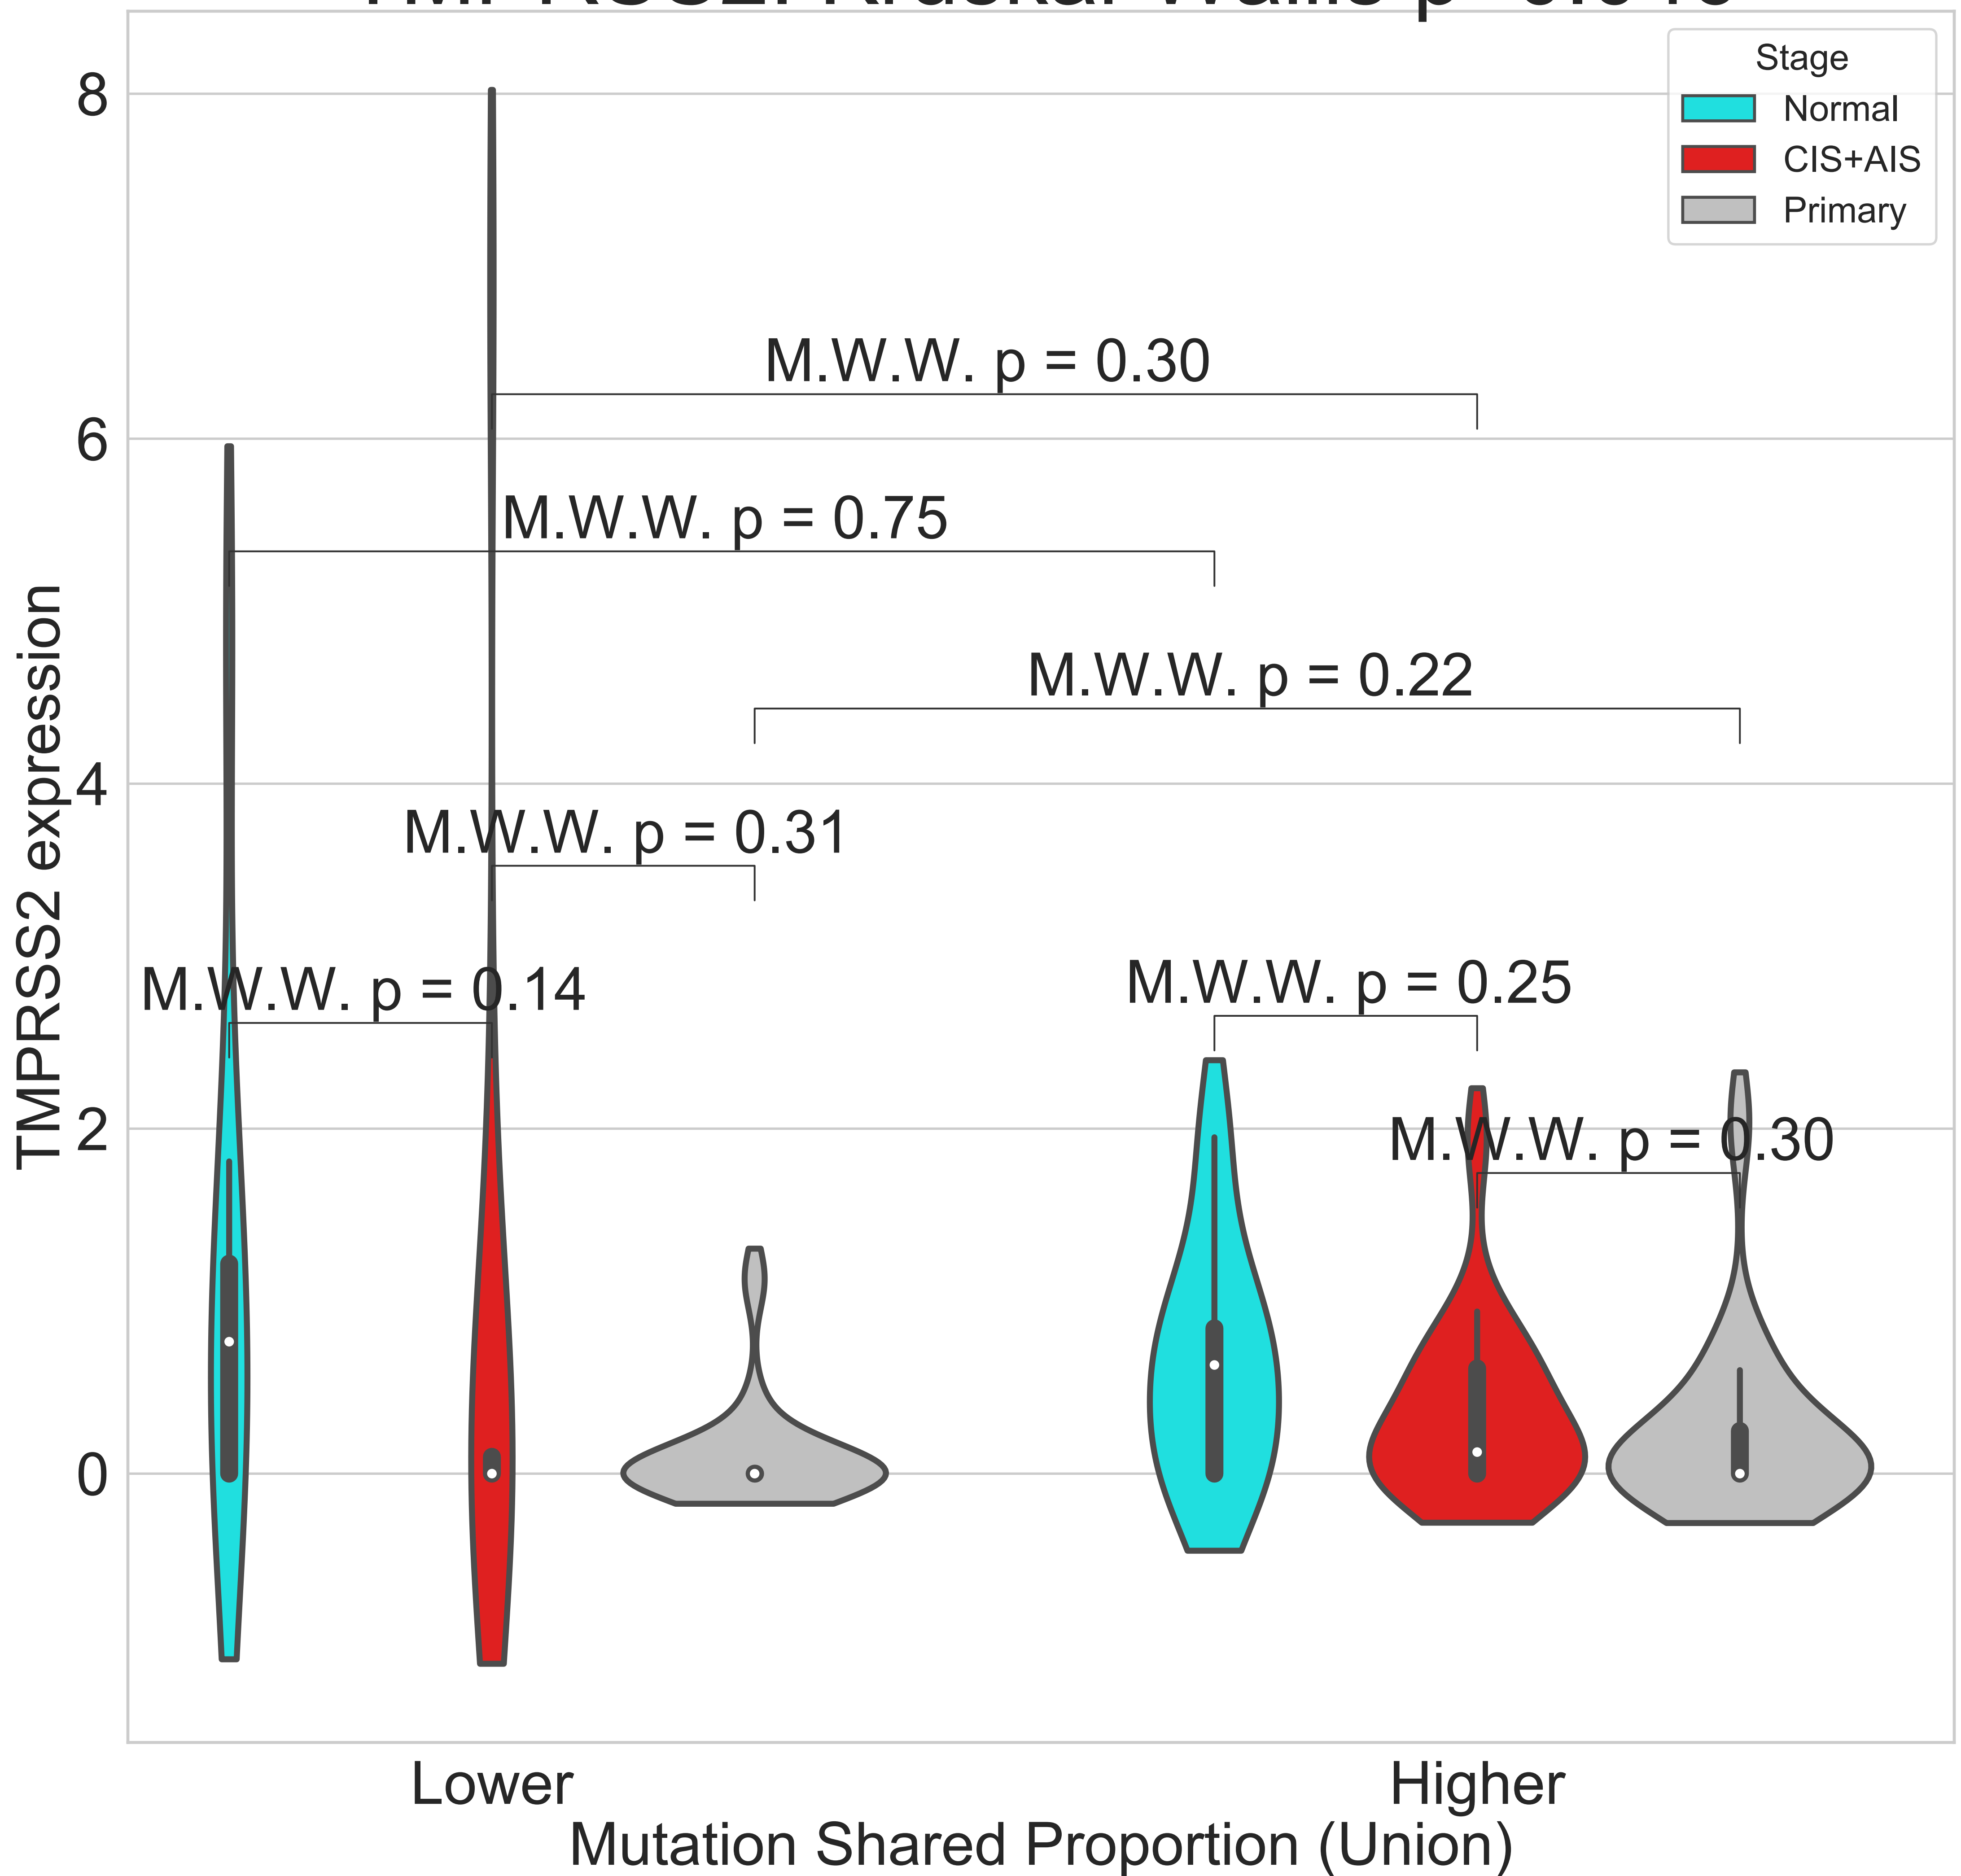 Stage
Normal
CIS+AIS
Primary
8
6
4
2
0
TMPRSS2 expression
M.W.W. p = 0.30
M.W.W. p = 0.75
M.W.W. p = 0.22
M.W.W. p = 0.31
M.W.W. p = 0.14
M.W.W. p = 0.25
M.W.W. p = 0.30
Lower
Higher
Mutation Shared Proportion (Union)